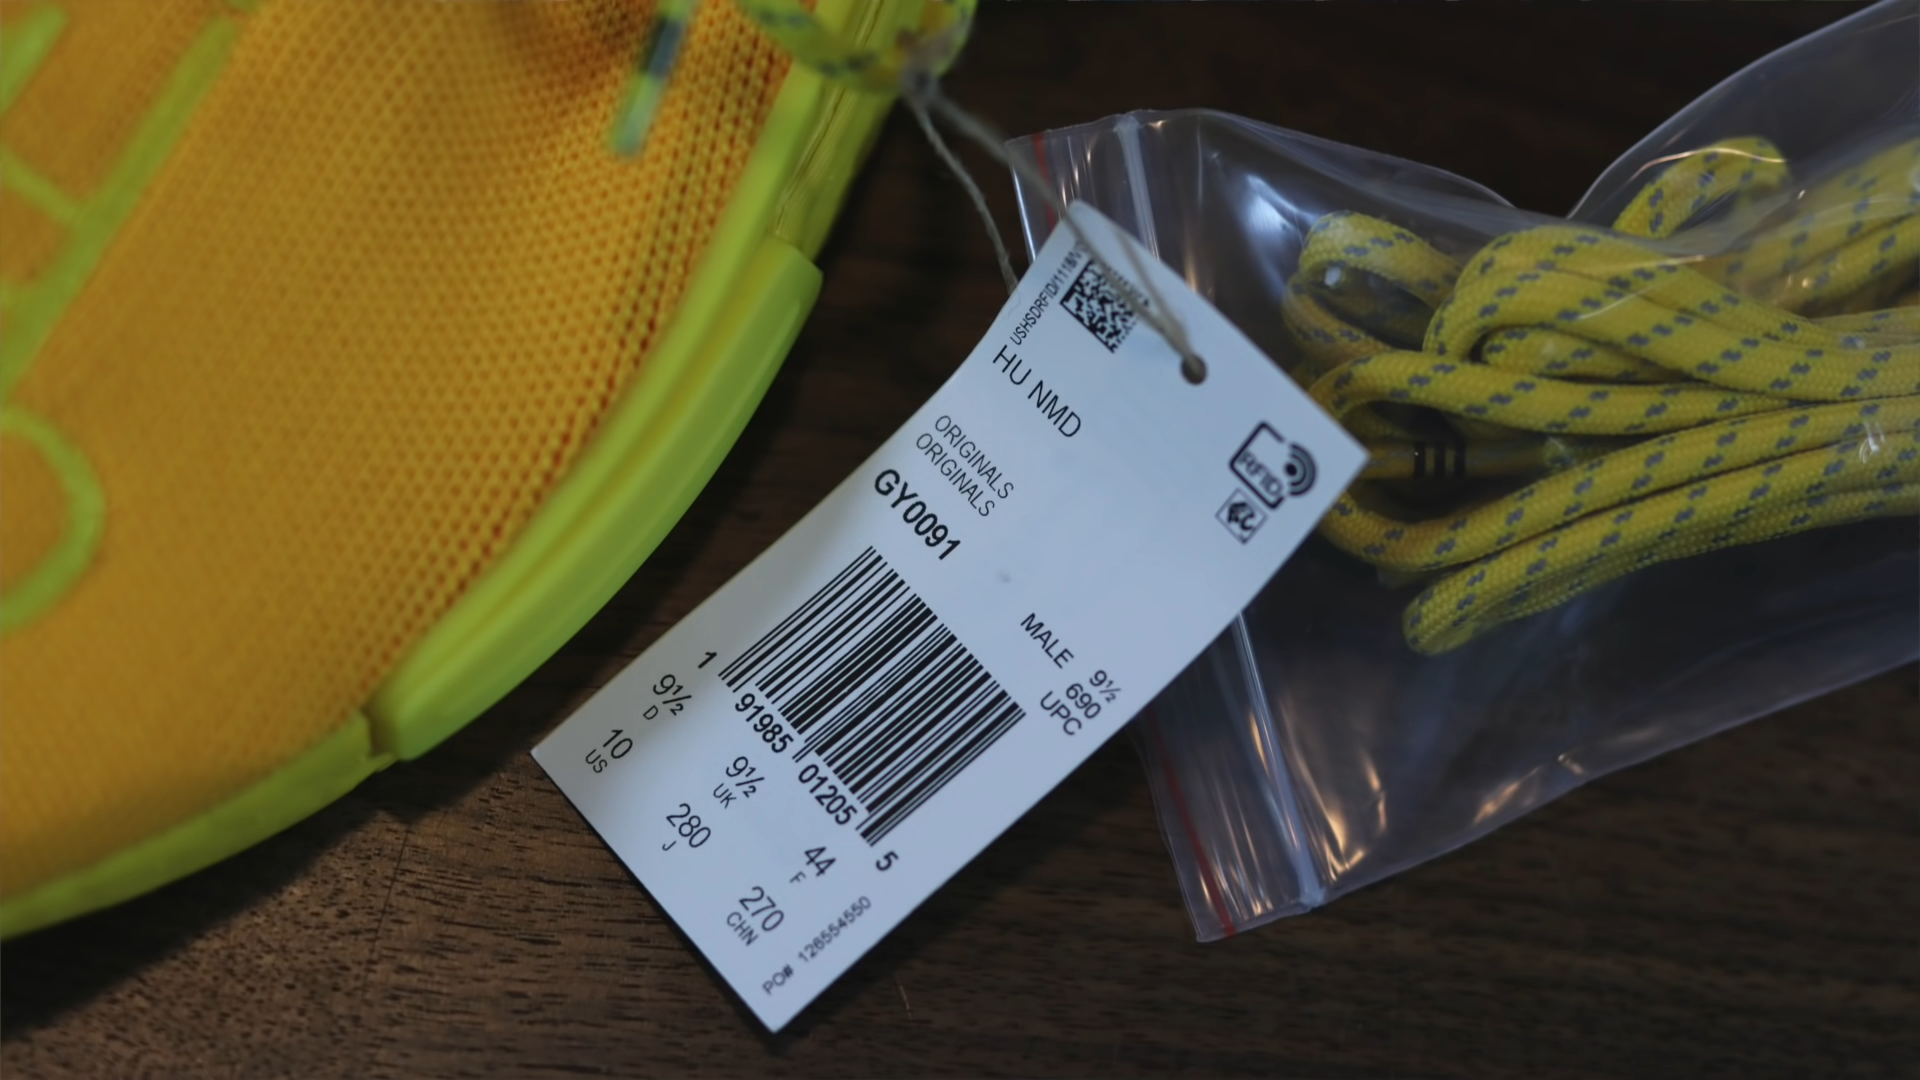 USHSDRFID/1118/
HU NMD
ORIGINALS
ORIGINALS
GY0091
RFID
MALE 9½
690
UPC
1 91985 01205 5
9½ D
9½ UK
44 F
10 US
280 J
270 CHN
PO# 126554550